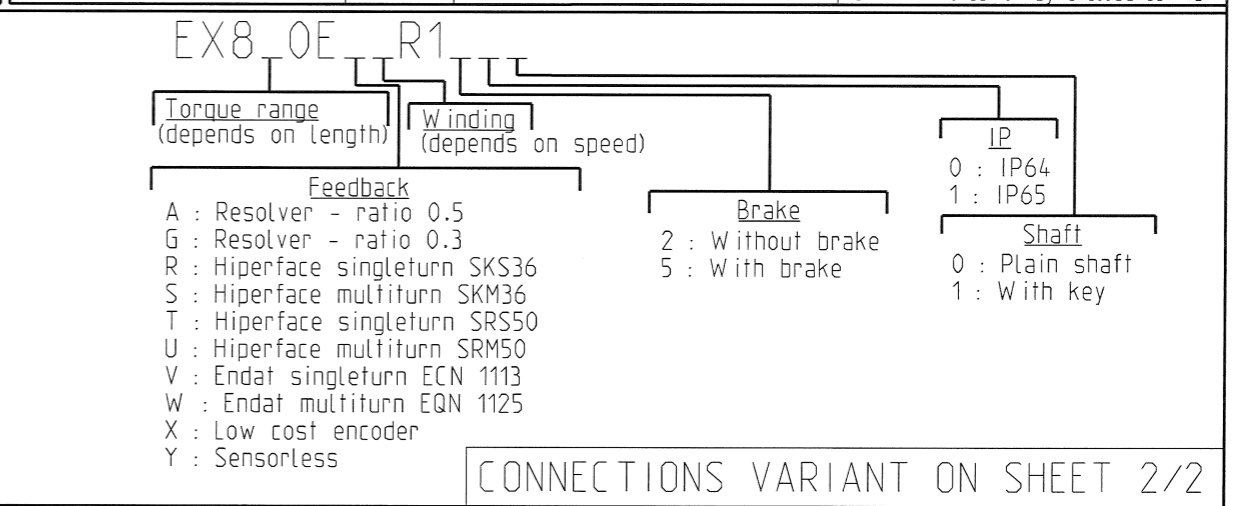 EX8_0E_ _R1_ _ _
Torque range
(depends on length)
Winding
(depends on speed)
Feedback
A : Resolver - ratio 0.5
G : Resolver - ratio 0.3
R : Hiperface singleturn SKS36
S : Hiperface multiturn SKM36
T : Hiperface singleturn SRS50
U : Hiperface multiturn SRM50
V : Endat singleturn ECN 1113
W : Endat multiturn EQN 1125
X : Low cost encoder
Y : Sensorless
Brake
2 : Without brake
5 : With brake
IP
0 : IP64
1 : IP65
Shaft
0 : Plain shaft
1 : With key
CONNECTIONS VARIANT ON SHEET 2/2